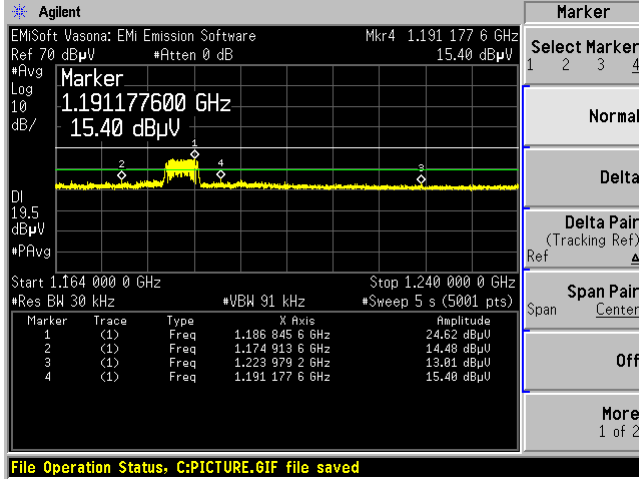 Agilent
Marker
EMiSoft Vasona: EMi Emission Software
Mkr4 1.191 177 6 GHz
Ref 70 dBµV #Atten 0 dB 15.40 dBµV
#Avg
Log
10
dB/
Marker
1.191177600 GHz
15.40 dBµV
1
2
4
3
DI
19.5
dBµV
#PAvg
Start 1.164 000 0 GHz Stop 1.240 000 0 GHz
#Res BW 30 kHz #VBW 91 kHz #Sweep 5 s (5001 pts)
Marker Trace Type X Axis Amplitude
1 (1) Freq 1.186 845 6 GHz 24.62 dBµV
2 (1) Freq 1.174 913 6 GHz 14.48 dBµV
3 (1) Freq 1.223 979 2 GHz 13.01 dBµV
4 (1) Freq 1.191 177 6 GHz 15.40 dBµV
Select Marker
1 2 3 4
Normal
Delta
Delta Pair
(Tracking Ref)
Ref Δ
Span Pair
Span Center
Off
More
1 of 2
File Operation Status, C:PICTURE.GIF file saved